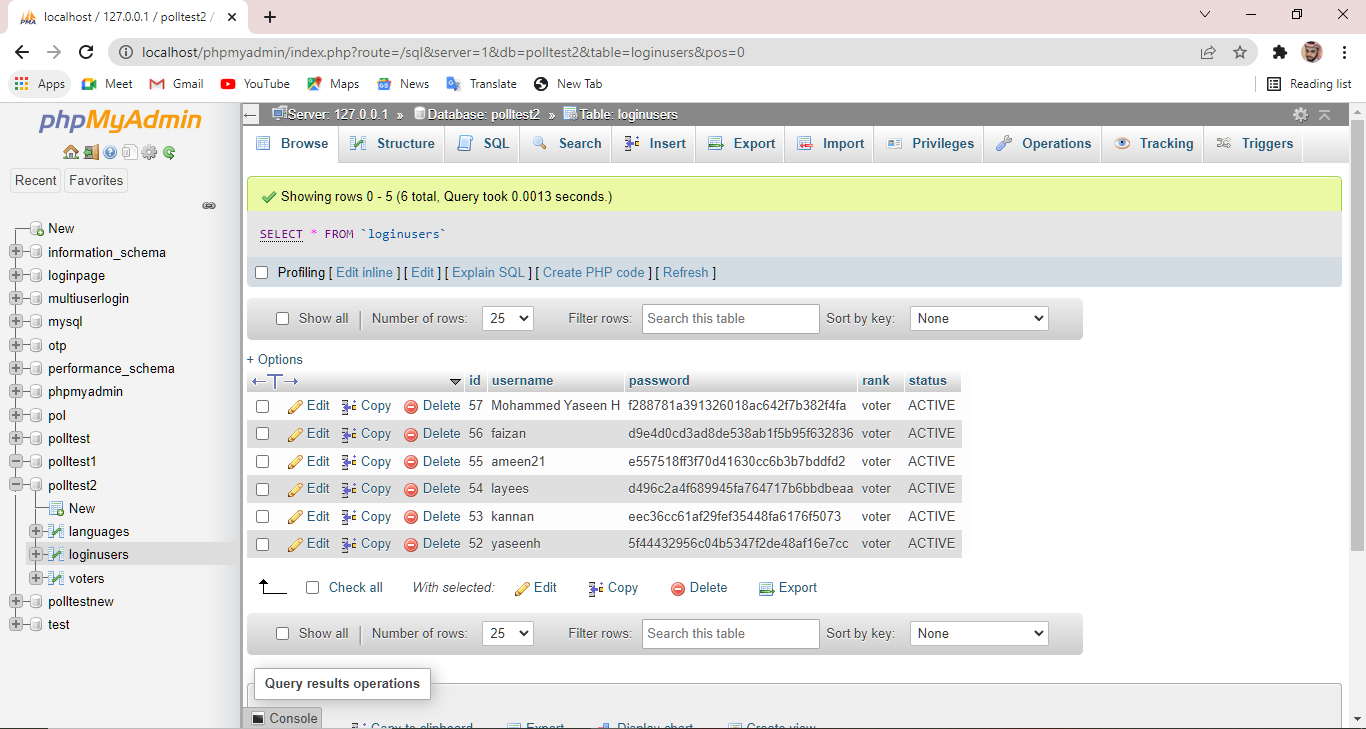 localhost / 127.0.0.1 / polltest2 /
localhost/phpmyadmin/index.php?route=/sql&server=1&db=polltest2&table=loginusers&pos=0
Apps Meet Gmail YouTube Maps News Translate New Tab Reading list
phpMyAdmin
Recent Favorites
New
information_schema
loginpage
multiuserlogin
mysql
otp
performance_schema
phpmyadmin
pol
polltest
polltest1
polltest2
New
languages
loginusers
voters
polltestnew
test
Server: 127.0.0.1 » Database: polltest2 » Table: loginusers
Browse Structure SQL Search Insert Export Import Privileges Operations Tracking Triggers
Showing rows 0 - 5 (6 total, Query took 0.0013 seconds.)
SELECT * FROM `loginusers`
Profiling [ Edit inline ] [ Edit ] [ Explain SQL ] [ Create PHP code ] [ Refresh ]
Show all | Number of rows: 25 Filter rows: Search this table Sort by key: None
+ Options
←T→ id username password rank status
Edit Copy Delete 57 Mohammed Yaseen H f288781a391326018ac642f7b382f4fa voter ACTIVE
Edit Copy Delete 56 faizan d9e4d0cd3ad8de538ab1f5b95f632836 voter ACTIVE
Edit Copy Delete 55 ameen21 e557518ff3f70d41630cc6b3b7bddfd2 voter ACTIVE
Edit Copy Delete 54 layees d496c2a4f689945fa764717b6bbdbeaa voter ACTIVE
Edit Copy Delete 53 kannan eec36cc61af29fef35448fa6176f5073 voter ACTIVE
Edit Copy Delete 52 yaseenh 5f44432956c04b5347f2de48af16e7cc voter ACTIVE
Check all With selected: Edit Copy Delete Export
Show all | Number of rows: 25 Filter rows: Search this table Sort by key: None
Query results operations
Console
Copy to clipboard Export Display chart Create view